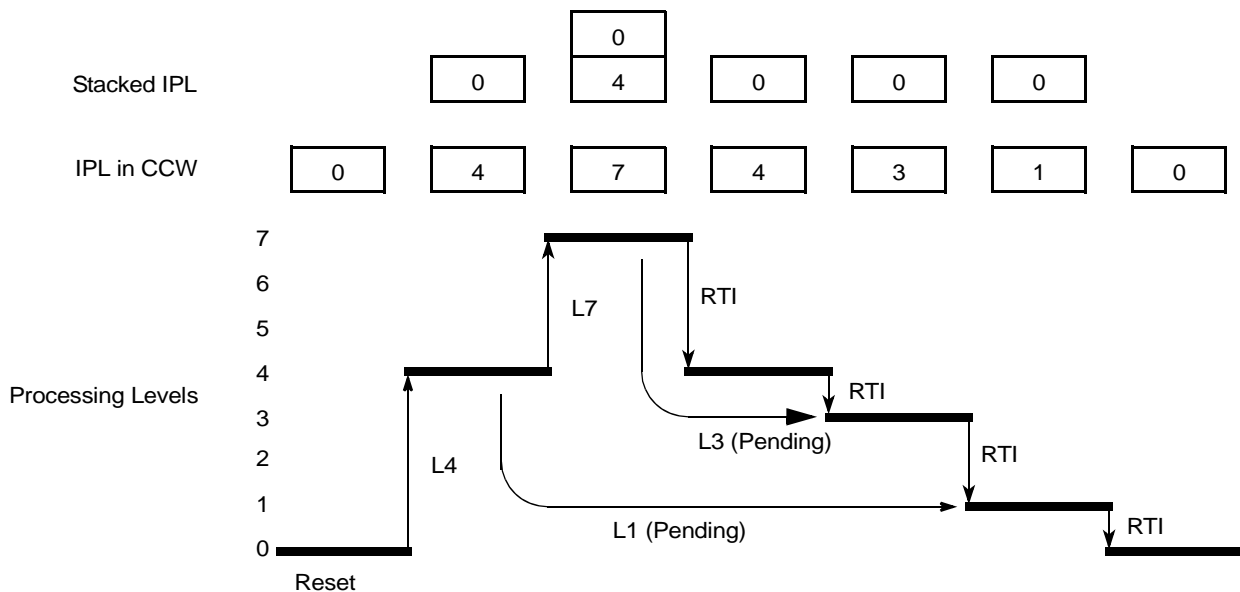 0
Stacked IPL 0 4 0 0 0
IPL in CCW 0 4 7 4 3 1 0
7
6
RTI
L7
5
4
Processing Levels
RTI
3
L3 (Pending)
2
L4
RTI
1
L1 (Pending)
RTI
0
Reset